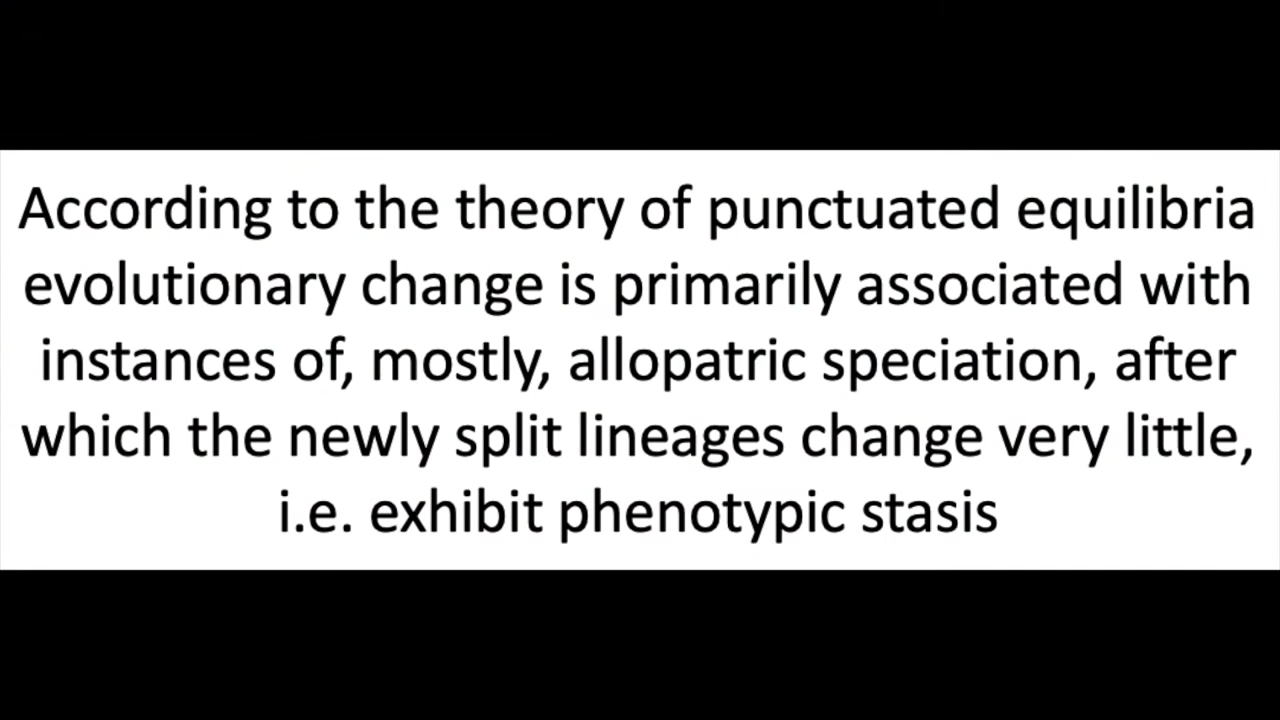 According to the theory of punctuated equilibria
evolutionary change is primarily associated with
instances of, mostly, allopatric speciation, after
which the newly split lineages change very little,
i.e. exhibit phenotypic stasis